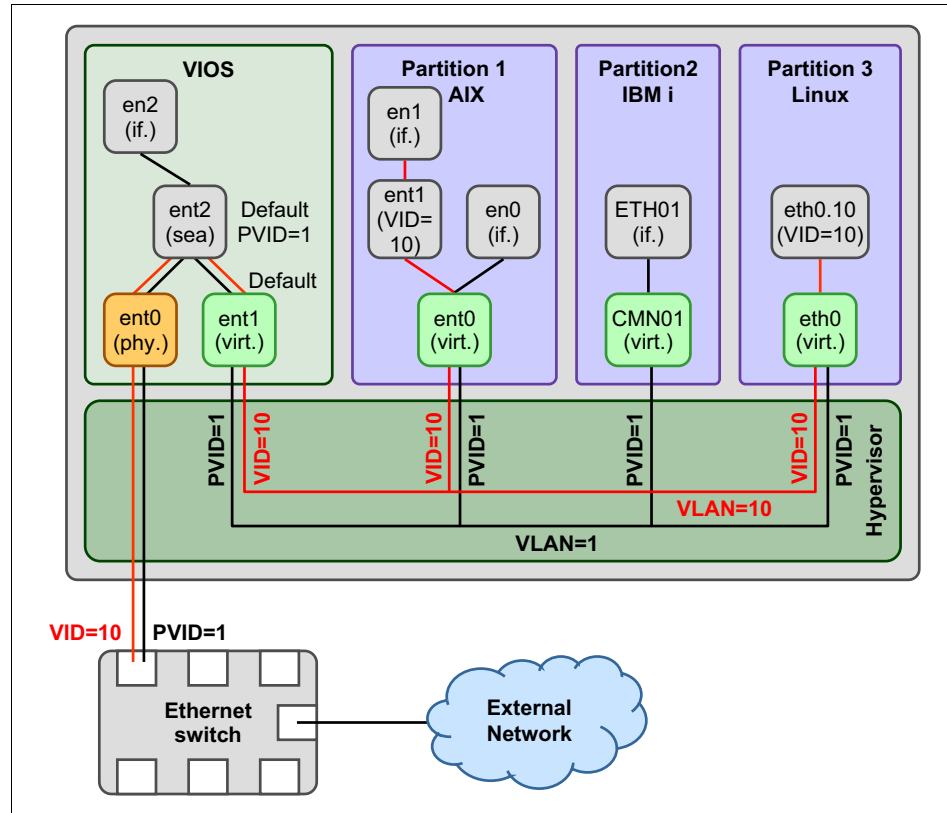 VIOS
en2
(if.)
ent2
(sea)
Default
PVID=1
Default
ent0
(phy.)
ent1
(virt.)
Partition 1
AIX
en1
(if.)
ent1
(VID=
10)
en0
(if.)
ent0
(virt.)
Partition2
IBM i
ETH01
(if.)
CMN01
(virt.)
Partition 3
Linux
eth0.10
(VID=10)
eth0
(virt.)
PVID=1
VID=10
VID=10
PVID=1
PVID=1
VID=10
PVID=1
Hypervisor
VLAN=10
VLAN=1
VID=10
PVID=1
Ethernet
switch
External
Network